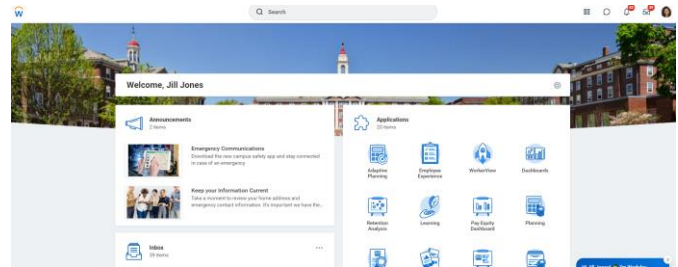 Search
Welcome, Jill Jones
Announcements
2 items
Emergency Communications
Download the new campus safety app and stay connected
in case of an emergency
Keep your Information Current
Take a moment to review your home address and
emergency contact information. It's important we have the..
Inbox
39 items
Applications
20 items
Adaptive
Planning
Employee
Experience
Workerflow
Dashboards
Retention
Analysis
Learning
Pay Equity
Dashboard
Planning